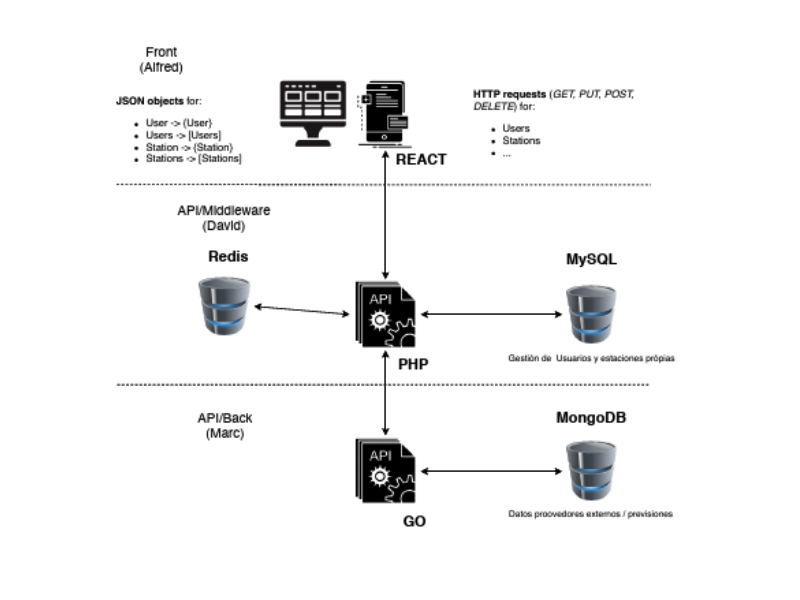 Front
(Alfred)
JSON objects for:
• User -> {User}
• Users -> [Users]
• Station -> {Station}
• Stations -> [Stations]
HTTP requests (GET, PUT, POST,
DELETE) for:
• Users
• Stations
• ...
REACT
API/Middleware
(David)
Redis
MySQL
API
Gestión de Usuarios y estaciones própias
PHP
API/Back
(Marc)
MongoDB
API
Datos proovedores externos / previsiones
GO